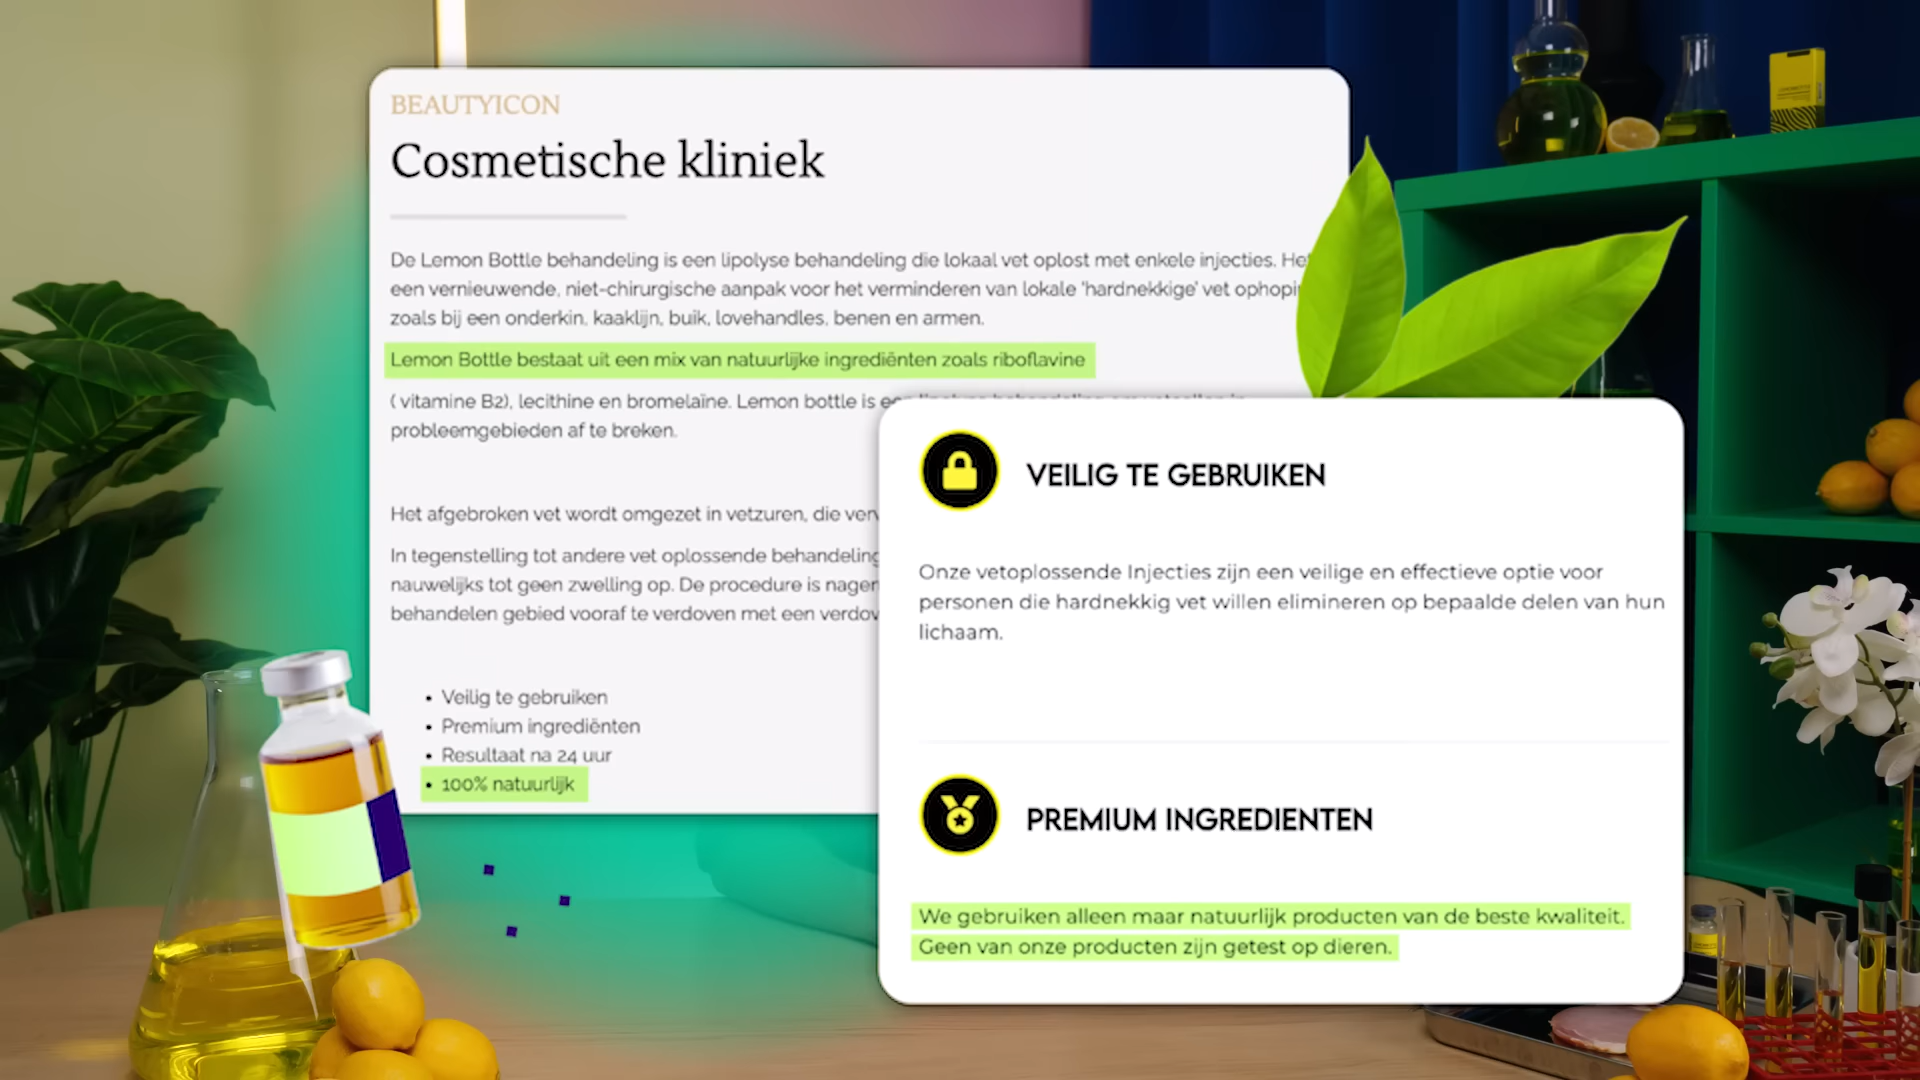 BEAUTYICON
Cosmetische kliniek
De Lemon Bottle behandeling is een lipolyse behandeling die lokaal vet oplost met enkele injecties. Het
een vernieuwende, niet-chirurgische aanpak voor het verminderen van lokale 'hardnekkige' vet
zoals bij een onderkin, kaaklijn, buik, lovehandles, benen en armen.
Lemon Bottle bestaat uit een mix van natuurlijke ingrediënten zoals riboflavine
( vitamine B2), lecithine en bromelaïne. Lemon bottle is
probleemgebieden af te breken.
Het afgebroken vet wordt omgezet in vetzuren, die
In tegenstelling tot andere vet oplossende
nauwelijks tot geen zwelling op. De procedure is
behandelen gebied vooraf te verdoven met een
• Veilig te gebruiken
• Premium ingrediënten
• Resultaat na 24 uur
• 100% natuurlijk
VEILIG TE GEBRUIKEN
Onze vetoplossende Injecties zijn een veilige en effectieve optie voor
personen die hardnekkig vet willen elimineren op bepaalde delen van hun
lichaam.
PREMIUM INGREDIENTEN
We gebruiken alleen maar natuurlijk producten van de beste kwaliteit.
Geen van onze producten zijn getest op dieren.